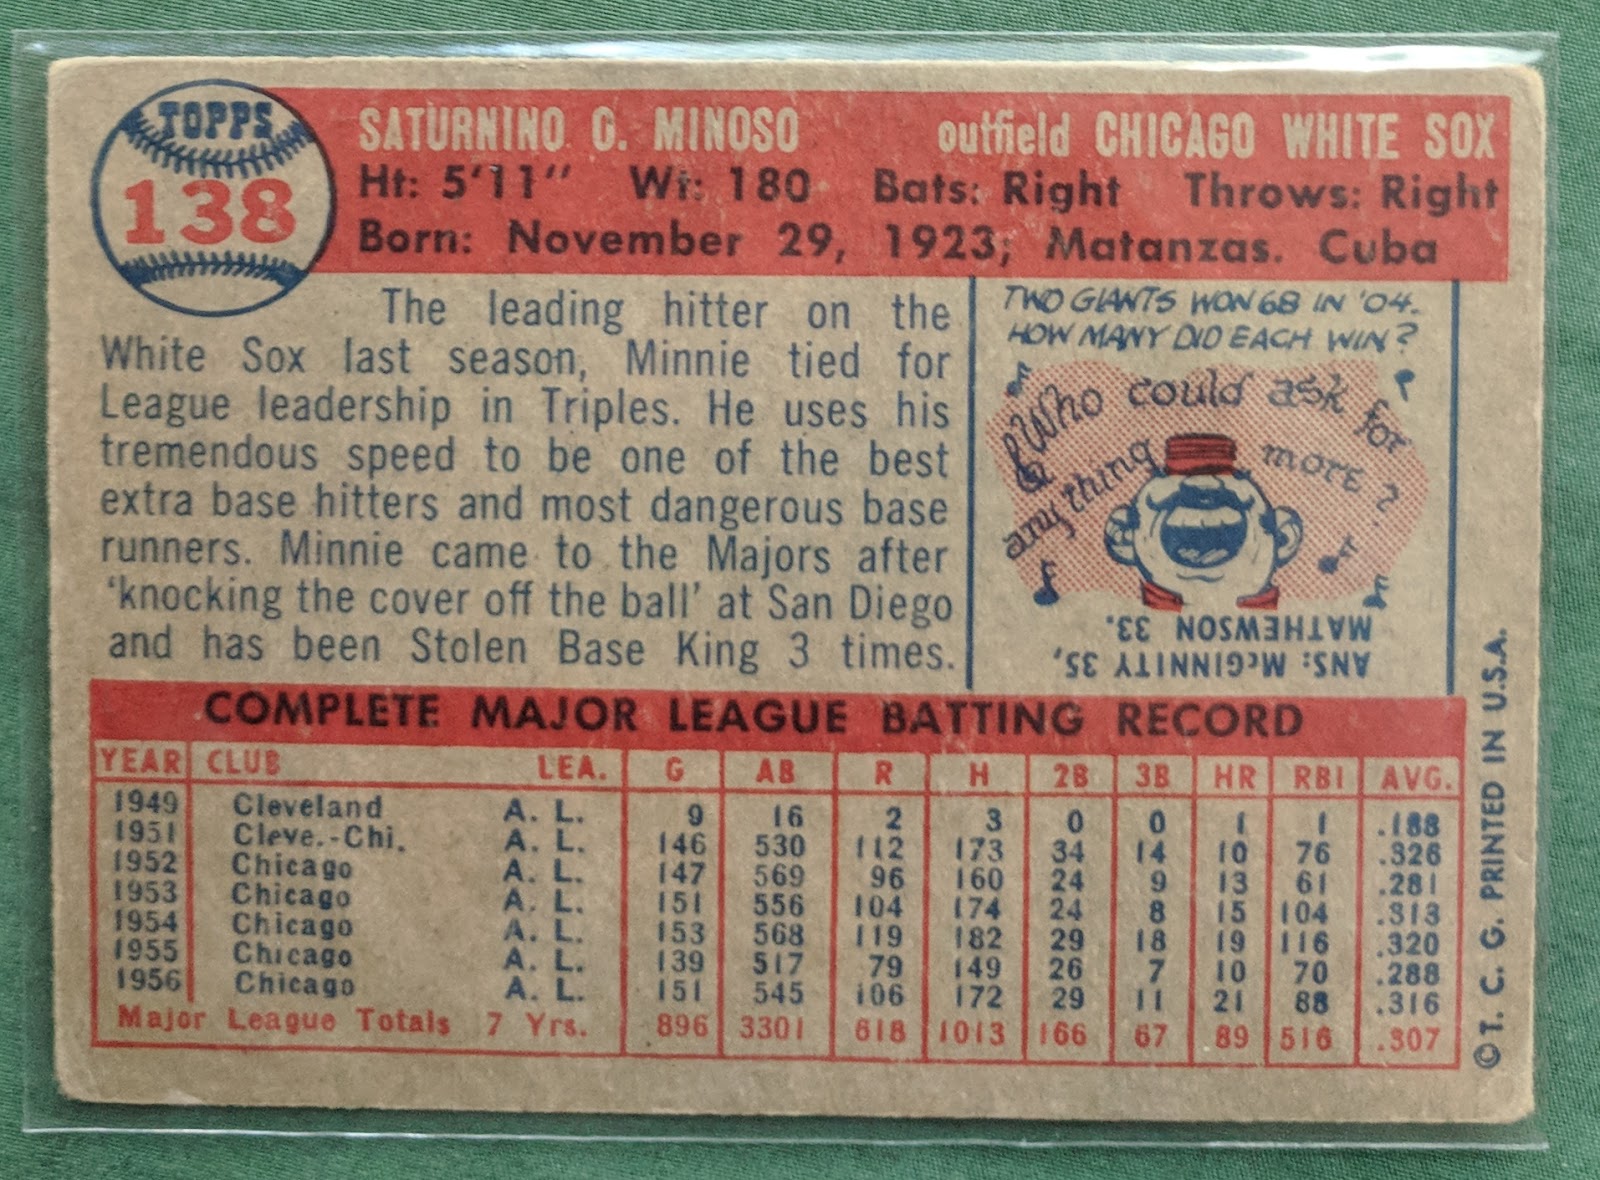 TOPPS
138
SATURNINO O. MINOSO outfield CHICAGO WHITE SOX
Ht: 5'11" Wt: 180 Bats: Right Throws: Right
Born: November 29, 1923; Matanzas. Cuba
The leading hitter on the
White Sox last season, Minnie tied for
League leadership in Triples. He uses his
tremendous speed to be one of the best
extra base hitters and most dangerous base
runners. Minnie came to the Majors after
'knocking the cover off the ball' at San Diego
and has been Stolen Base King 3 times.
TWO GIANTS WON 68 IN '04.
HOW MANY DID EACH WIN?
Who could ask for
anything more?
ANS: McGINNITY 35,
MATHEWSON 33.
COMPLETE MAJOR LEAGUE BATTING RECORD
YEAR CLUB LEA. G AB R H 2B 3B HR RBI AVG.
1949 Cleveland A. L. 9 16 2 3 0 0 1 1 .188
1951 Cleve.-Chi. A. L. 146 530 112 173 34 14 10 76 .326
1952 Chicago A. L. 147 569 96 160 24 9 13 61 .281
1953 Chicago A. L. 151 556 104 174 24 8 15 104 .313
1954 Chicago A. L. 153 568 119 182 29 18 19 116 .320
1955 Chicago A. L. 139 517 79 149 26 7 10 70 .288
1956 Chicago A. L. 151 545 106 172 29 11 21 88 .316
Major League Totals 7 Yrs. 896 3301 618 1013 166 67 89 516 .307
©T. C. G. PRINTED IN U.S.A.